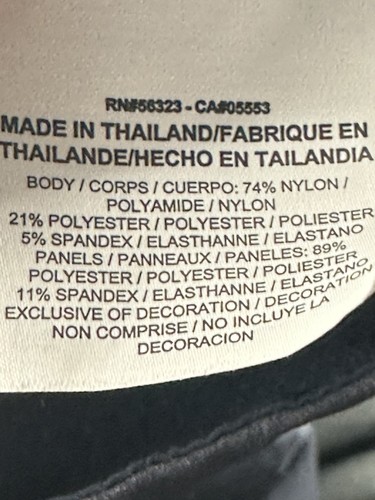 RN#56323 - CA#05553
MADE IN THAILAND/FABRIQUE EN
THAILANDE/HECHO EN TAILANDIA
BODY / CORPS / CUERPO: 74% NYLON /
POLYAMIDE / NYLON
21% POLYESTER / POLYESTER / POLIESTER
5% SPANDEX / ELASTHANNE / ELASTANO
PANELS / PANNEAUX / PANELES: 89%
POLYESTER / POLYESTER / POLIESTER
11% SPANDEX / ELASTHANNE / ELASTANO
EXCLUSIVE OF DECORATION / DECORATION
NON COMPRISE / NO INCLUYE LA
DECORACION